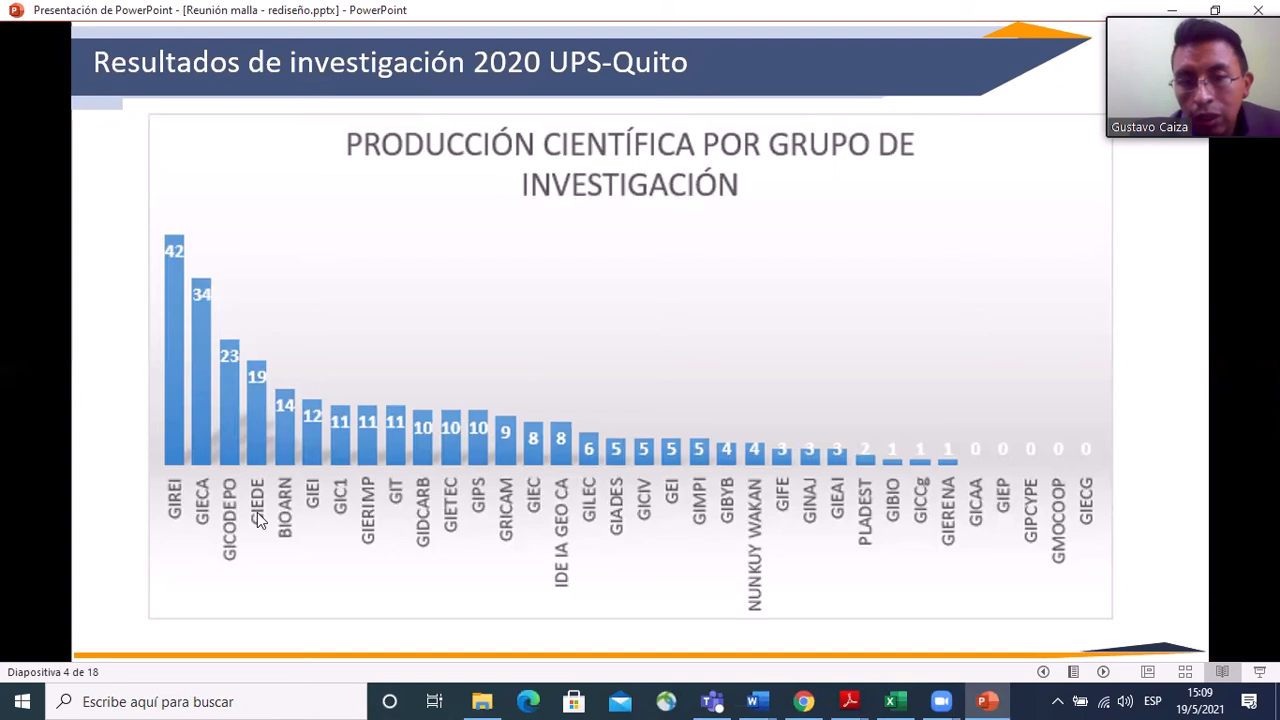 Presentación de PowerPoint - [Reunión malla - rediseño.pptx] - PowerPoint
Resultados de investigación 2020 UPS-Quito
Gustavo Caiza
PRODUCCIÓN CIENTÍFICA POR GRUPO DE
INVESTIGACIÓN
42 34 23 19 14 12 11 11 11 10 10 10 9 8 8 6 5 5 5 5 4 4 3 3 3 2 1 1 1 0 0 0 0 0
GIREI
GIECA
GICODEPO
GIEDE
BIOARN
GIEI
GIC1
GIERIMP
GIT
GIDCARB
GIETEC
GIPS
GRICAM
GIEC
IDE IA GEO CA
GILEC
GIADES
GICIV
GEI
GIMPI
GIBYB
NUNKUY WAKAN
GIFE
GINAJ
GIEAI
PLADEST
GIBIO
GICCg
GIERENA
GICAA
GIEP
GIPCYPE
GMOCOOP
GIECG
Diapositiva 4 de 18
Escribe aquí para buscar
ESP
15:09
19/5/2021